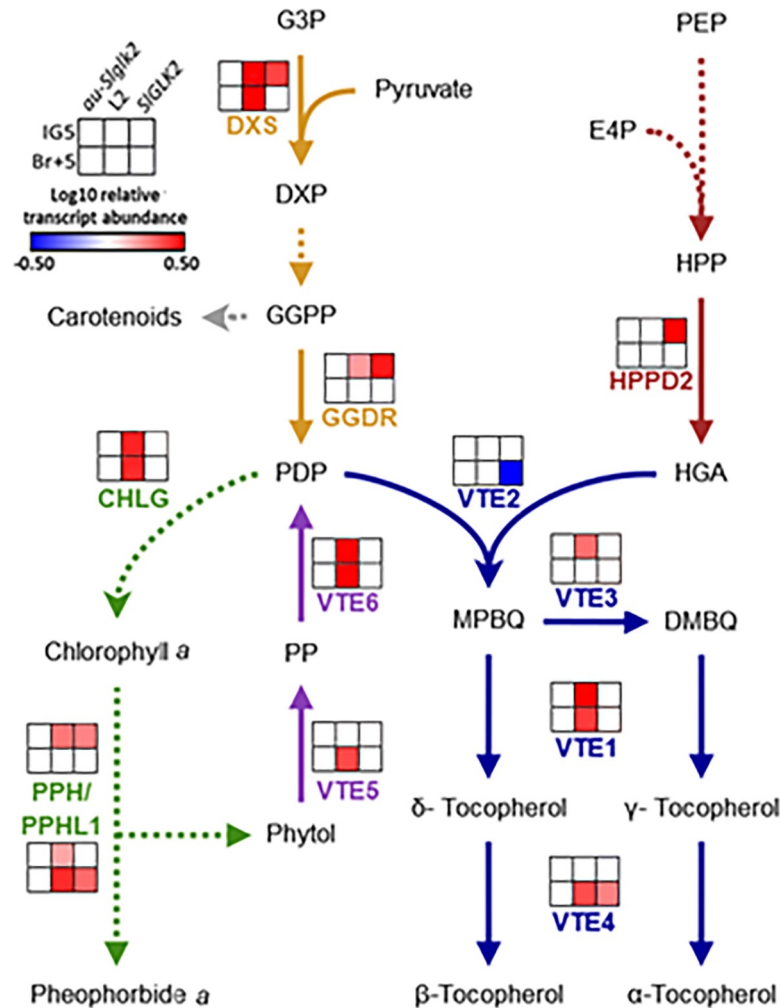 G3P
PEP
au-Slglk2
L2
SlGLK2
IGS
Br+S
Log10 relative
transcript abundance
-0.50
0.50
DXS
Pyruvate
E4P
DXP
HPP
Carotenoids
GGPP
GGDR
HPPD2
CHLG
PDP
VTE2
HGA
VTE6
VTE3
Chlorophyll a
PP
MPBQ
DMBQ
VTE1
PPH/
PPHL1
VTE5
Phytol
δ- Tocopherol
γ- Tocopherol
VTE4
Pheophorbide a
β-Tocopherol
α-Tocopherol